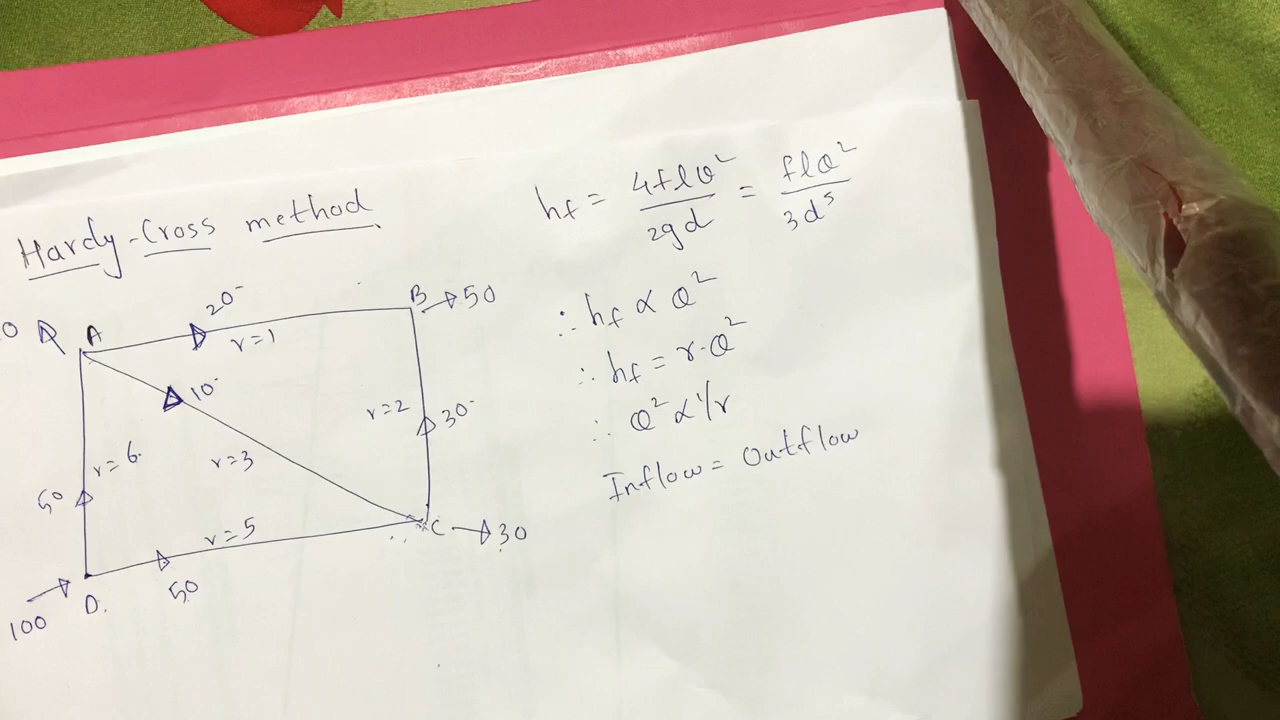 Hardy-Cross method
hf = 4flQ² / 2gd = flQ² / 3d⁵
∴ hf ∝ Q²
∴ hf = r·Q²
∴ Q² ∝ 1/r
Inflow = Outflow
A
20
r=1
B
50
10
r=2
30
r=3
r=6
50
r=5
C
30
50
D.
100